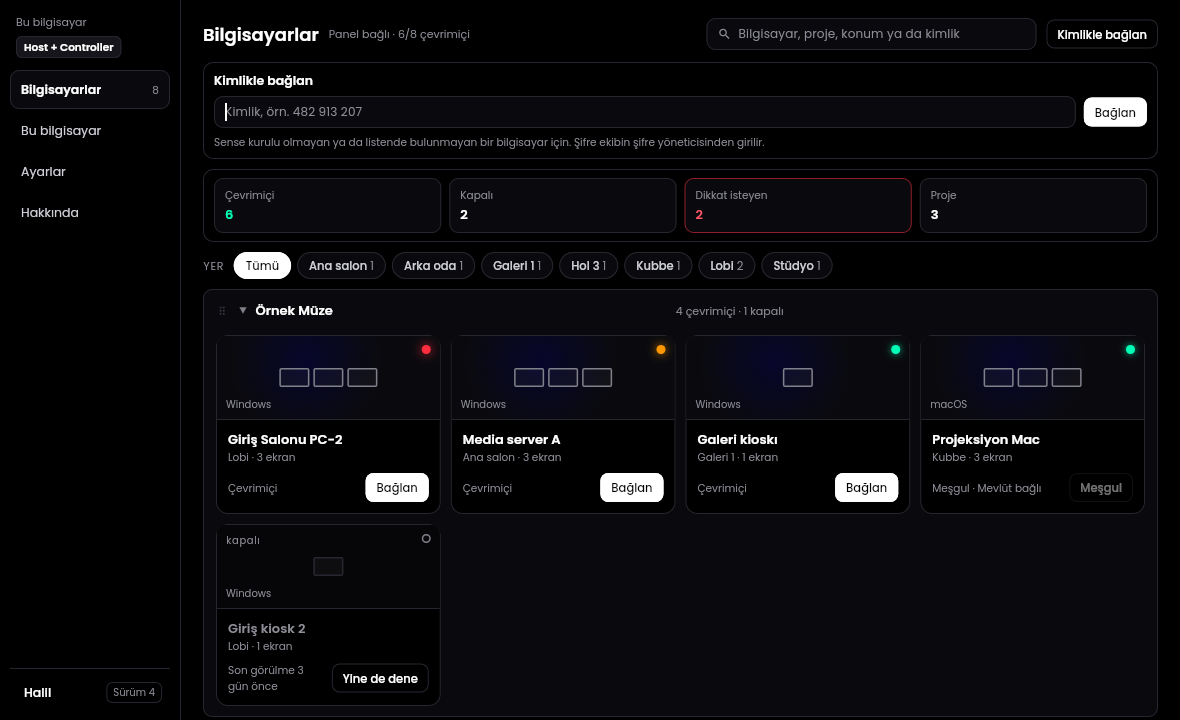 Bu bilgisayar
Host + Controller
Bilgisayarlar 8
Bu bilgisayar
Ayarlar
Hakkında
Halil
Sürüm 4
Bilgisayarlar
Panel bağlı · 6/8 çevrimiçi
Bilgisayar, proje, konum ya da kimlik
Kimlikle bağlan
Kimlikle bağlan
Kimlik, örn. 482 913 207
Bağlan
Sense kurulu olmayan ya da listende bulunmayan bir bilgisayar için. Şifre ekibin şifre yöneticisinden girilir.
Çevrimiçi
6
Kapalı
2
Dikkat isteyen
2
Proje
3
YER
Tümü
Ana salon 1
Arka oda 1
Galeri 1 1
Hol 3 1
Kubbe 1
Lobi 2
Stüdyo 1
Örnek Müze
4 çevrimiçi · 1 kapalı
Windows
Giriş Salonu PC-2
Lobi · 3 ekran
Çevrimiçi
Bağlan
Windows
Media server A
Ana salon · 3 ekran
Çevrimiçi
Bağlan
Windows
Galeri kioskı
Galeri 1 · 1 ekran
Çevrimiçi
Bağlan
macOS
Projeksiyon Mac
Kubbe · 3 ekran
Meşgul · Mevlüt bağlı
Meşgul
kapalı
Windows
Giriş kiosk 2
Lobi · 1 ekran
Son görülme 3
gün önce
Yine de dene